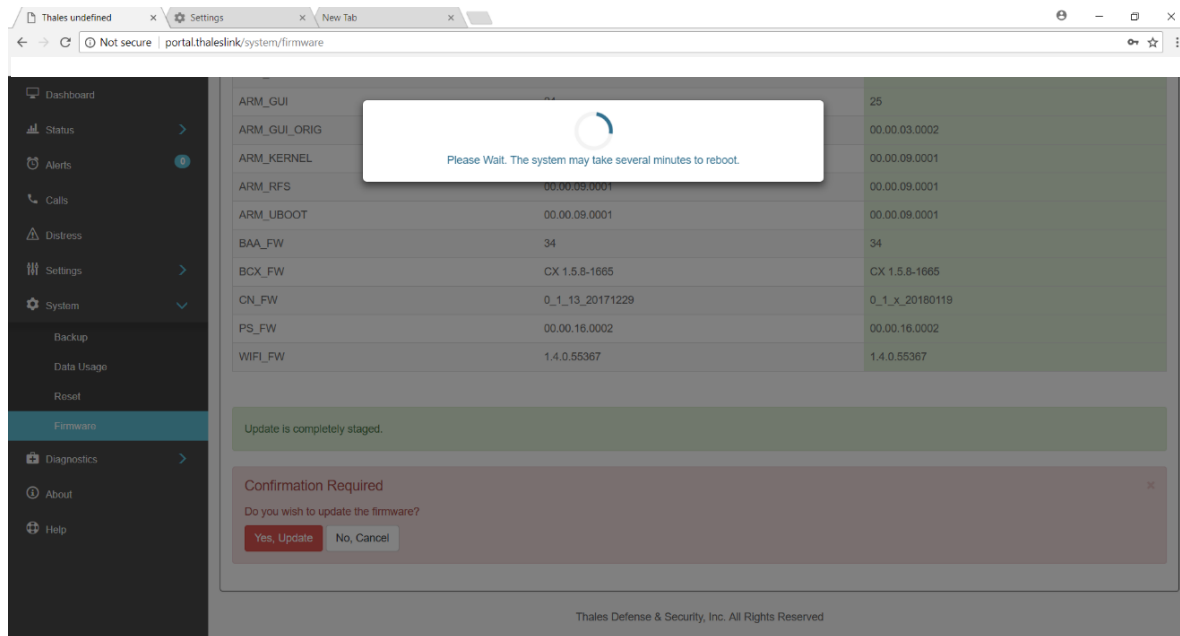 Thales undefined
Settings
New Tab
Not secure | portal.thaleslink/system/firmware
Dashboard
Status
Alerts 0
Calls
Distress
Settings
System
Backup
Data Usage
Reset
Firmware
Diagnostics
About
Help
ARM_GUI 25
ARM_GUI_ORIG 00.00.03.0002
ARM_KERNEL 00.00.09.0001
Please Wait. The system may take several minutes to reboot.
ARM_RFS 00.00.09.0001 00.00.09.0001
ARM_UBOOT 00.00.09.0001 00.00.09.0001
BAA_FW 34 34
BCX_FW CX 1.5.8-1665 CX 1.5.8-1665
CN_FW 0_1_13_20171229 0_1_x_20180119
PS_FW 00.00.16.0002 00.00.16.0002
WIFI_FW 1.4.0.55367 1.4.0.55367
Update is completely staged.
Confirmation Required
Do you wish to update the firmware?
Yes, Update No, Cancel
Thales Defense & Security, Inc. All Rights Reserved